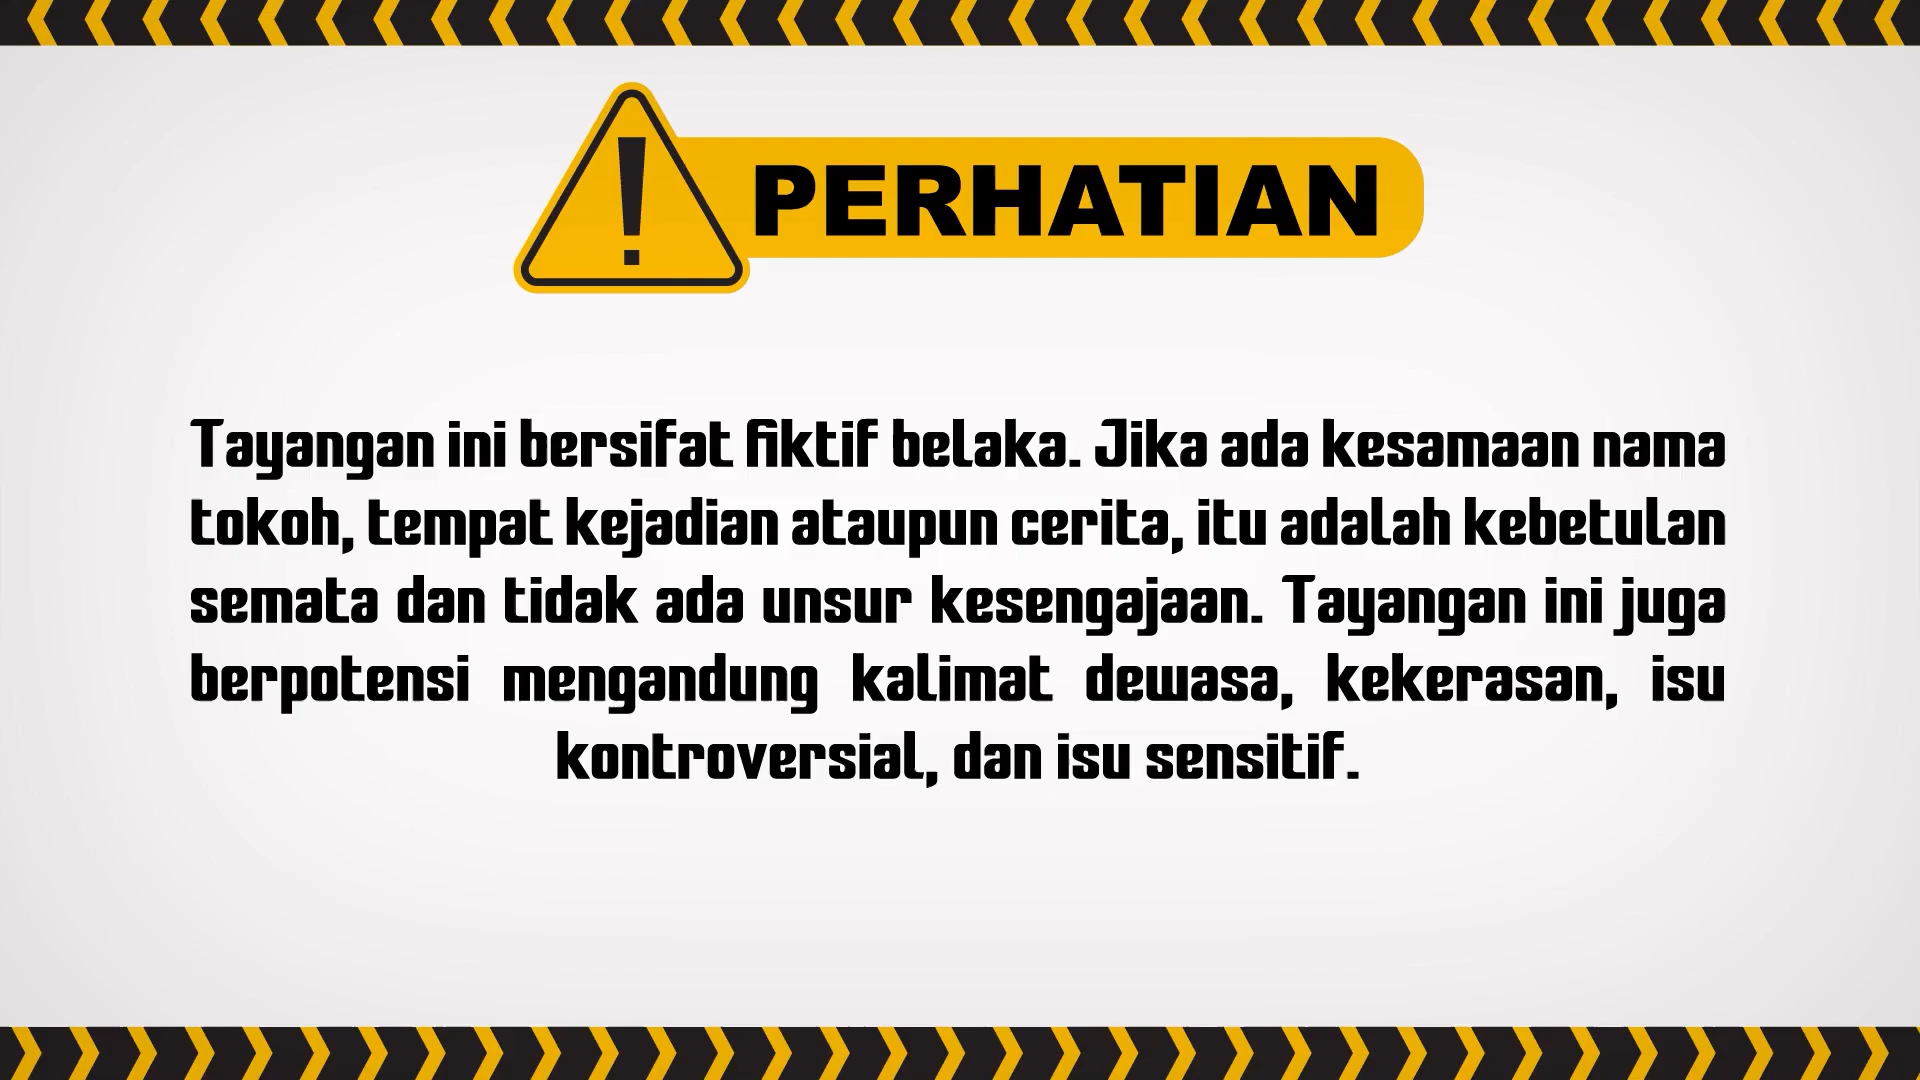 PERHATIAN
Tayangan ini bersifat fiktif belaka. Jika ada kesamaan nama
tokoh, tempat kejadian ataupun cerita, itu adalah kebetulan
semata dan tidak ada unsur kesengajaan. Tayangan ini juga
berpotensi mengandung kalimat dewasa, kekerasan, isu
kontroversial, dan isu sensitif.